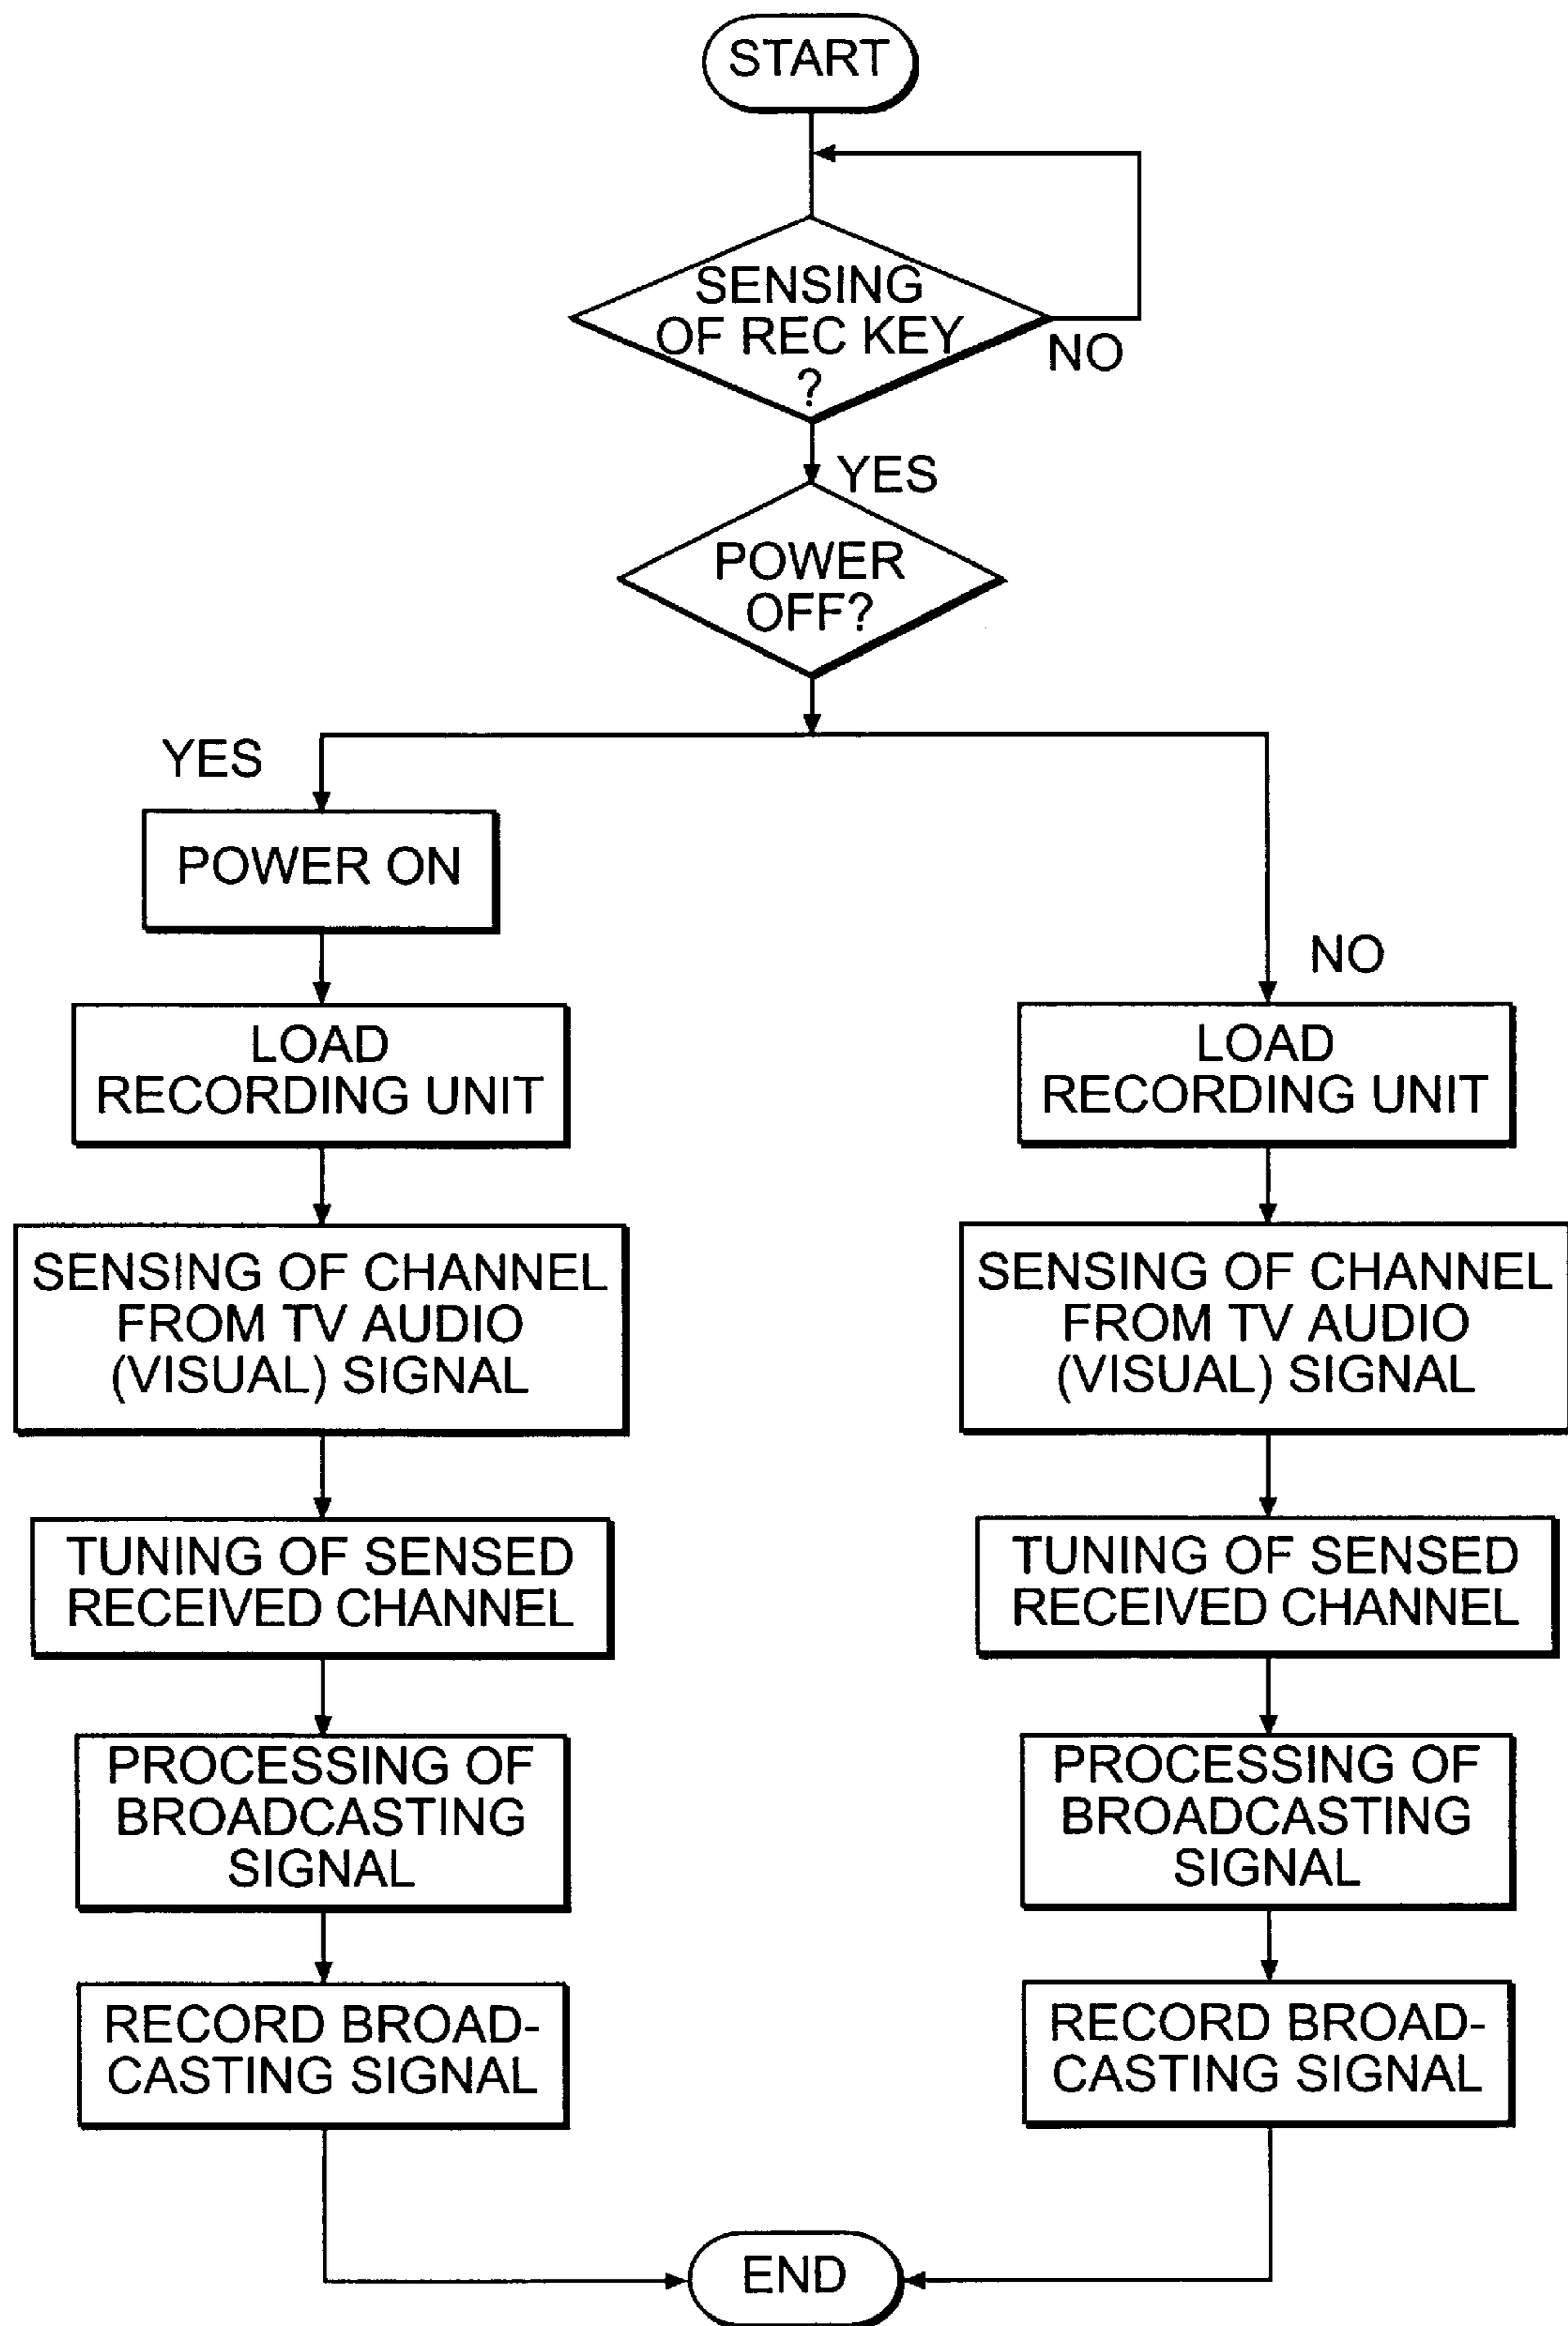 START
SENSING
OF REC KEY
?
NO
YES
POWER
OFF?
YES
POWER ON
NO
LOAD
RECORDING UNIT
SENSING OF CHANNEL
FROM TV AUDIO
(VISUAL) SIGNAL
TUNING OF SENSED
RECEIVED CHANNEL
PROCESSING OF
BROADCASTING
SIGNAL
RECORD BROAD-
CASTING SIGNAL
LOAD
RECORDING UNIT
SENSING OF CHANNEL
FROM TV AUDIO
(VISUAL) SIGNAL
TUNING OF SENSED
RECEIVED CHANNEL
PROCESSING OF
BROADCASTING
SIGNAL
RECORD BROAD-
CASTING SIGNAL
END